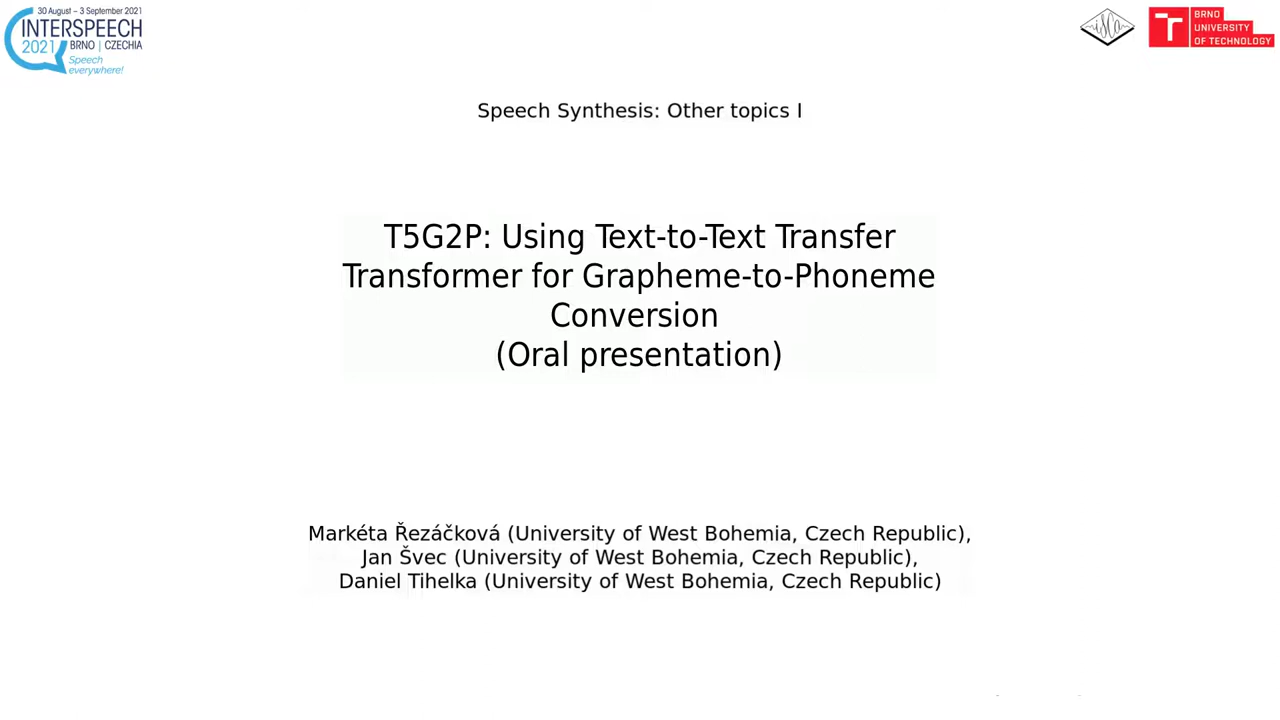 30 August – 3 September 2021
INTERSPEECH
2021 BRNO | CZECHIA
Speech
everywhere!
isca
BRNO
UNIVERSITY
OF TECHNOLOGY
Speech Synthesis: Other topics I
T5G2P: Using Text-to-Text Transfer
Transformer for Grapheme-to-Phoneme
Conversion
(Oral presentation)
Markéta Řezáčková (University of West Bohemia, Czech Republic),
Jan Švec (University of West Bohemia, Czech Republic),
Daniel Tihelka (University of West Bohemia, Czech Republic)